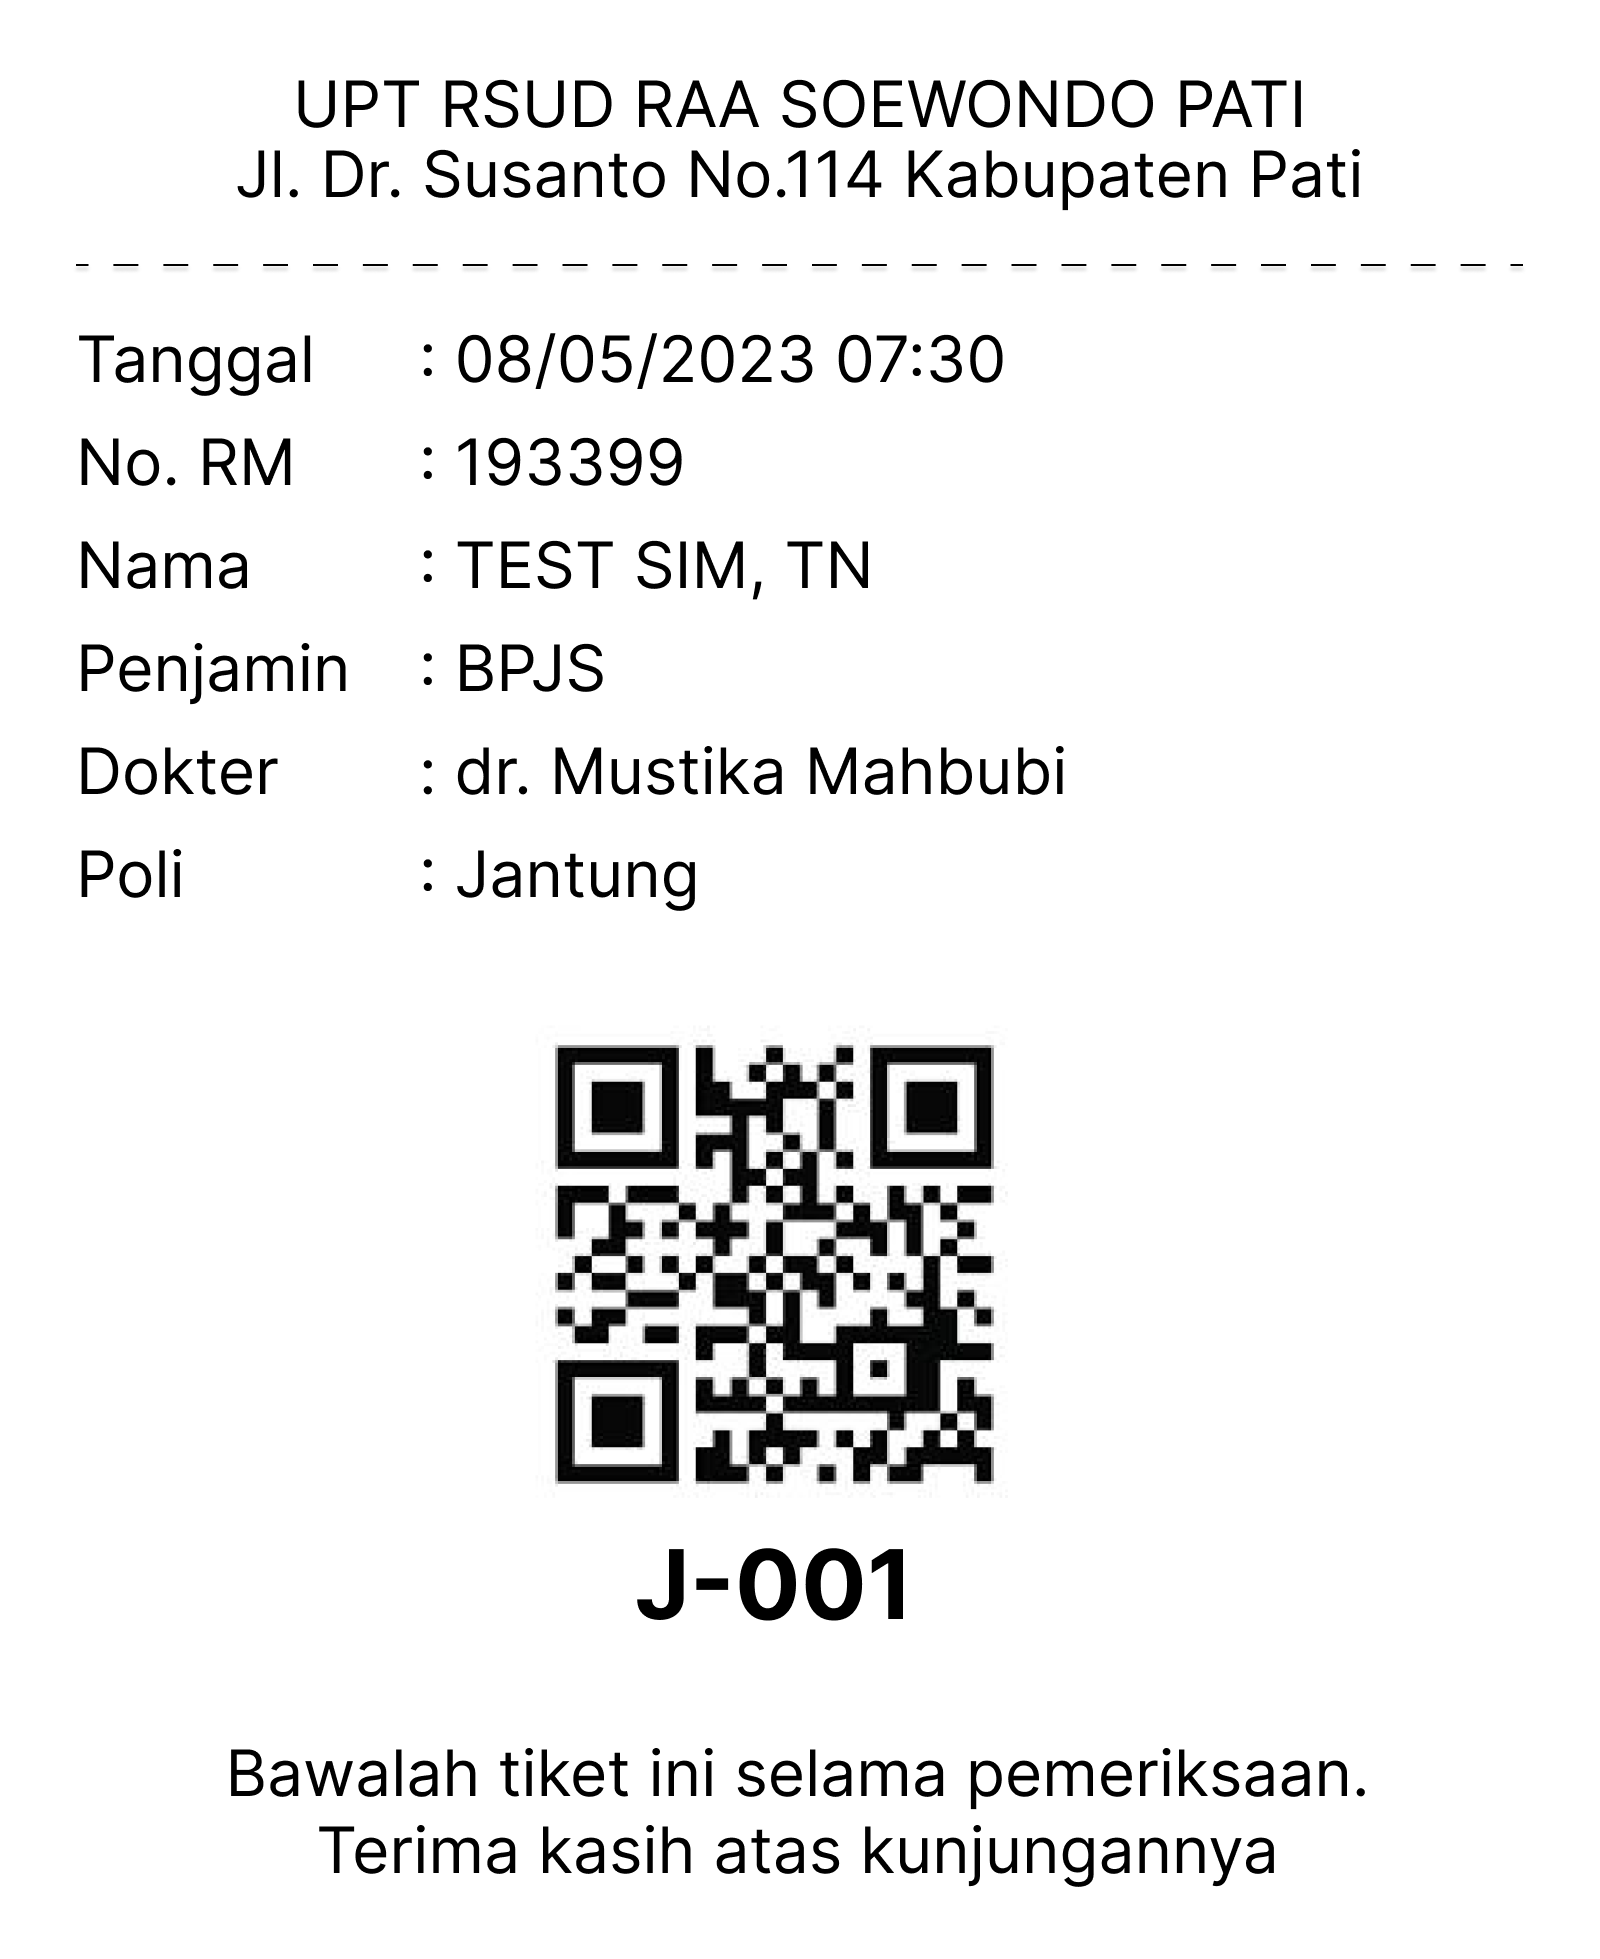 UPT RSUD RAA SOEWONDO PATI
Jl. Dr. Susanto No.114 Kabupaten Pati
Tanggal : 08/05/2023 07:30
No. RM : 193399
Nama : TEST SIM, TN
Penjamin : BPJS
Dokter : dr. Mustika Mahbubi
Poli : Jantung
J-001
Bawalah tiket ini selama pemeriksaan.
Terima kasih atas kunjungannya